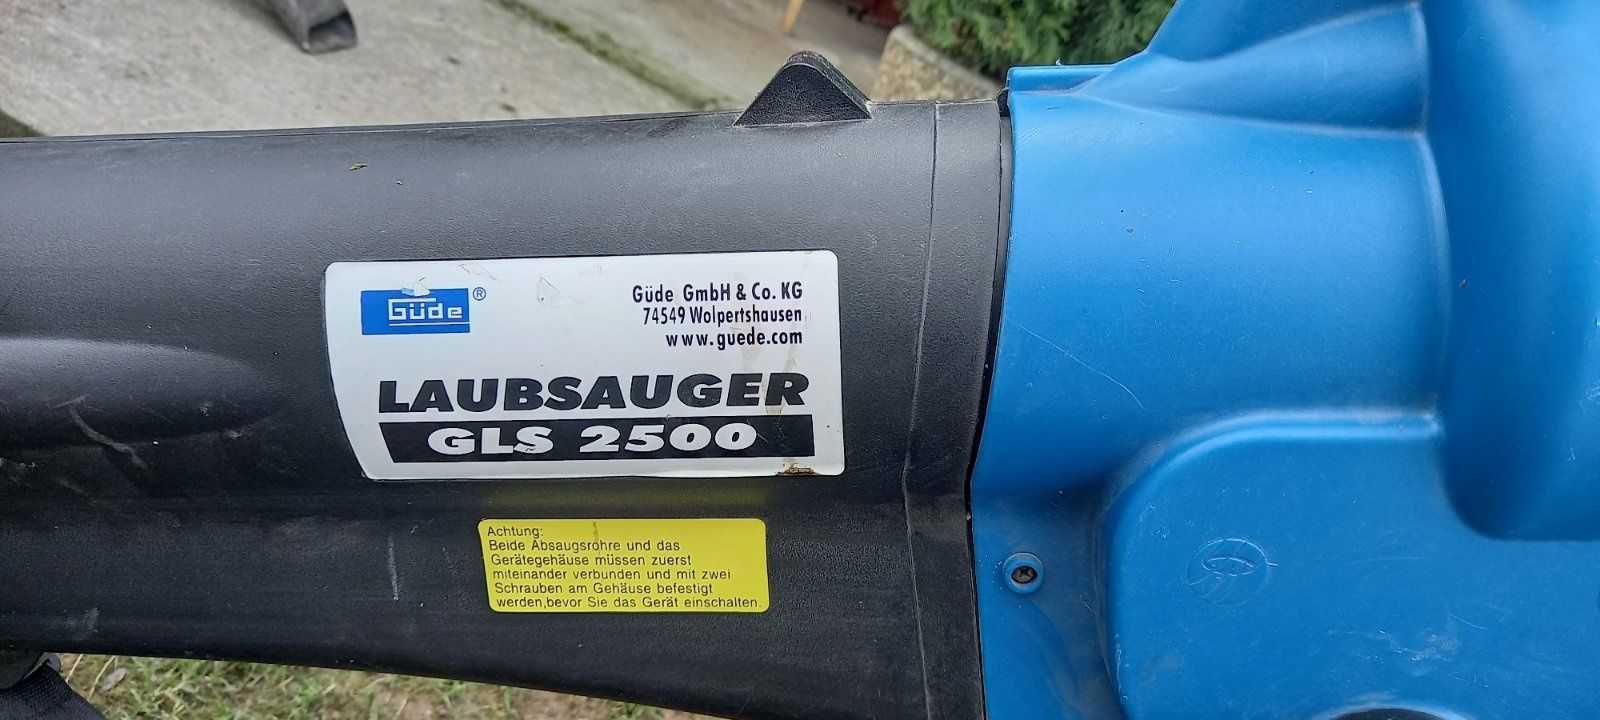 Güde ®
Güde GmbH & Co. KG
74549 Wolpertshausen
www.guede.com
LAUBSAUGER
GLS 2500
Achtung:
Beide Absaugsrohre und das
Gerätegehäuse müssen zuerst
miteinander verbunden und mit zwei
Schrauben am Gehäuse befestigt
werden,bevor Sie das Gerät einschalten.